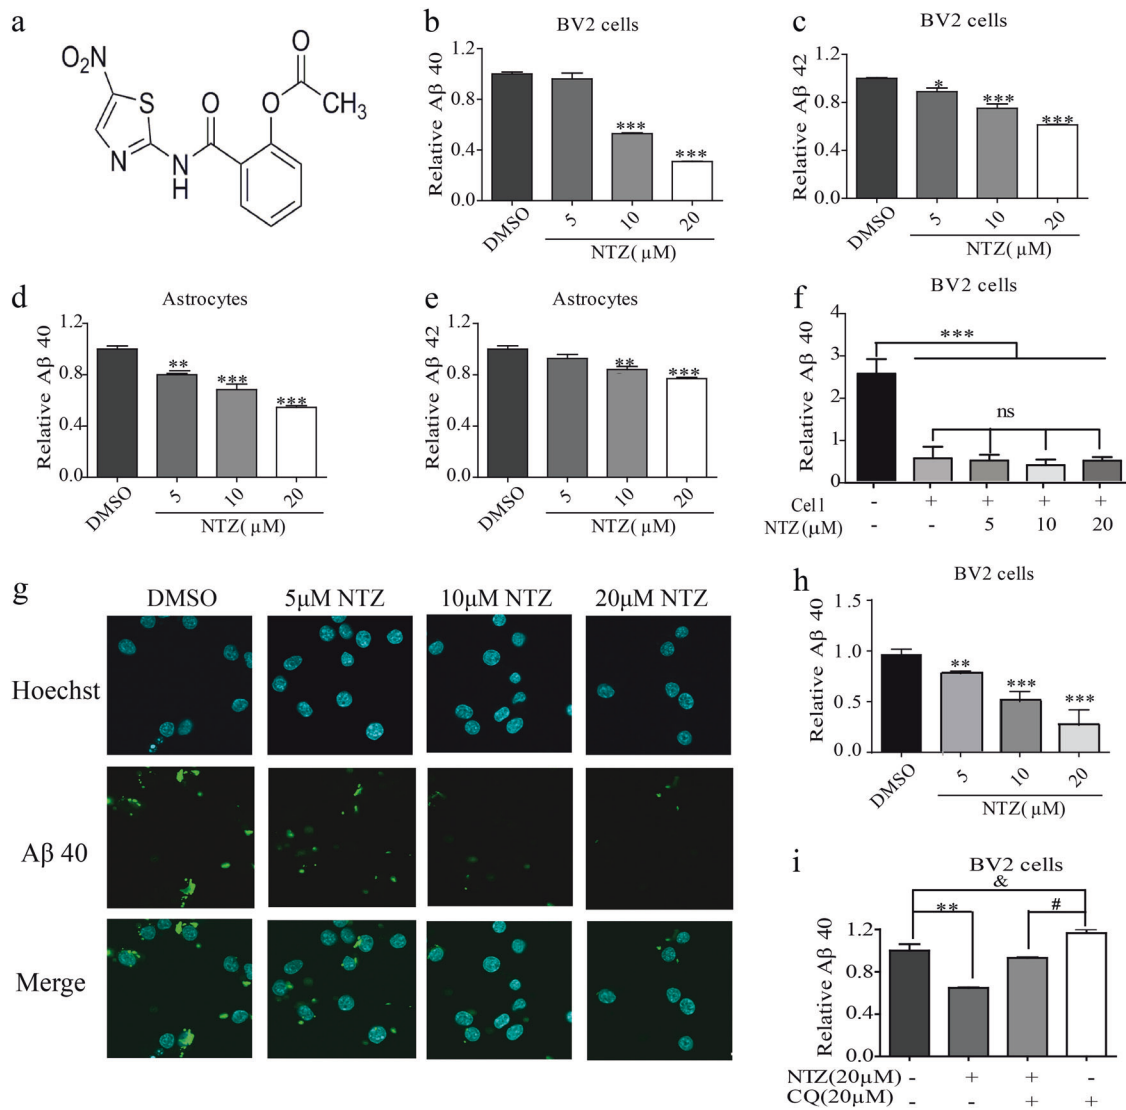 a
O₂N
S
N
N
H
O
O
O
CH₃
b
BV2 cells
Relative Aβ 40
1.2
0.8
0.4
0.0
***
***
DMSO
5
10
20
NTZ( μM)
c
BV2 cells
Relative Aβ 42
1.2
0.8
0.4
0.0
*
***
***
DMSO
5
10
20
NTZ( μM)
d
Astrocytes
Relative Aβ 40
1.2
0.8
0.4
0.0
**
***
***
DMSO
5
10
20
NTZ( μM)
e
Astrocytes
Relative Aβ 42
1.2
0.8
0.4
0.0
**
***
DMSO
5
10
20
NTZ( μM)
f
BV2 cells
Relative Aβ 40
4
3
2
1
0
***
ns
Cell - + + + +
NTZ(μM) - - 5 10 20
g
DMSO 5μM NTZ 10μM NTZ 20μM NTZ
Hoechst
Aβ 40
Merge
h
BV2 cells
Relative Aβ 40
1.5
1.0
0.5
0.0
**
***
***
DMSO
5
10
20
NTZ( μM)
i
BV2 cells
&
** #
Relative Aβ 40
1.2
0.8
0.4
0.0
NTZ(20μM) - + + -
CQ(20μM) - - + +